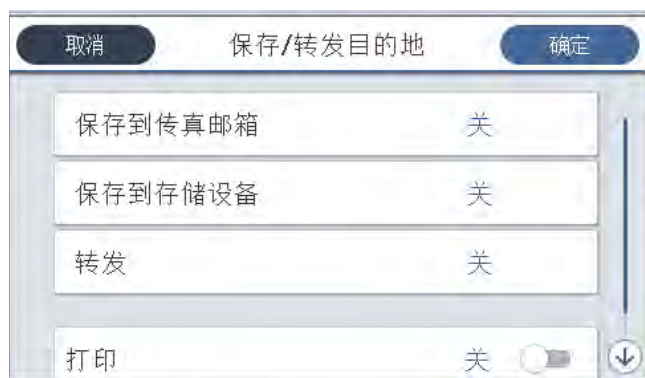 取消 保存/转发目的地 确定
保存到传真邮箱 关
保存到存储设备 关
转发 关
打印 关